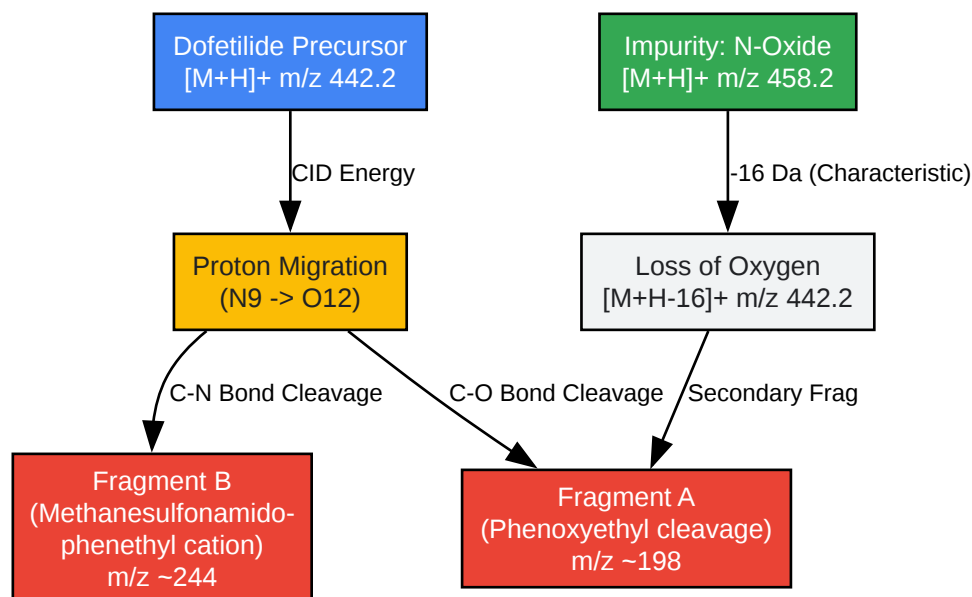 Dofetilide Precursor
[M+H]+ m/z 442.2
Impurity: N-Oxide
[M+H]+ m/z 458.2
CID Energy
-16 Da (Characteristic)
Proton Migration
(N9 -> O12)
Loss of Oxygen
[M+H-16]+ m/z 442.2
C-N Bond Cleavage
C-O Bond Cleavage
Secondary Frag
Fragment B
(Methanesulfonamido-
phenethyl cation)
m/z ~244
Fragment A
(Phenoxyethyl cleavage)
m/z ~198